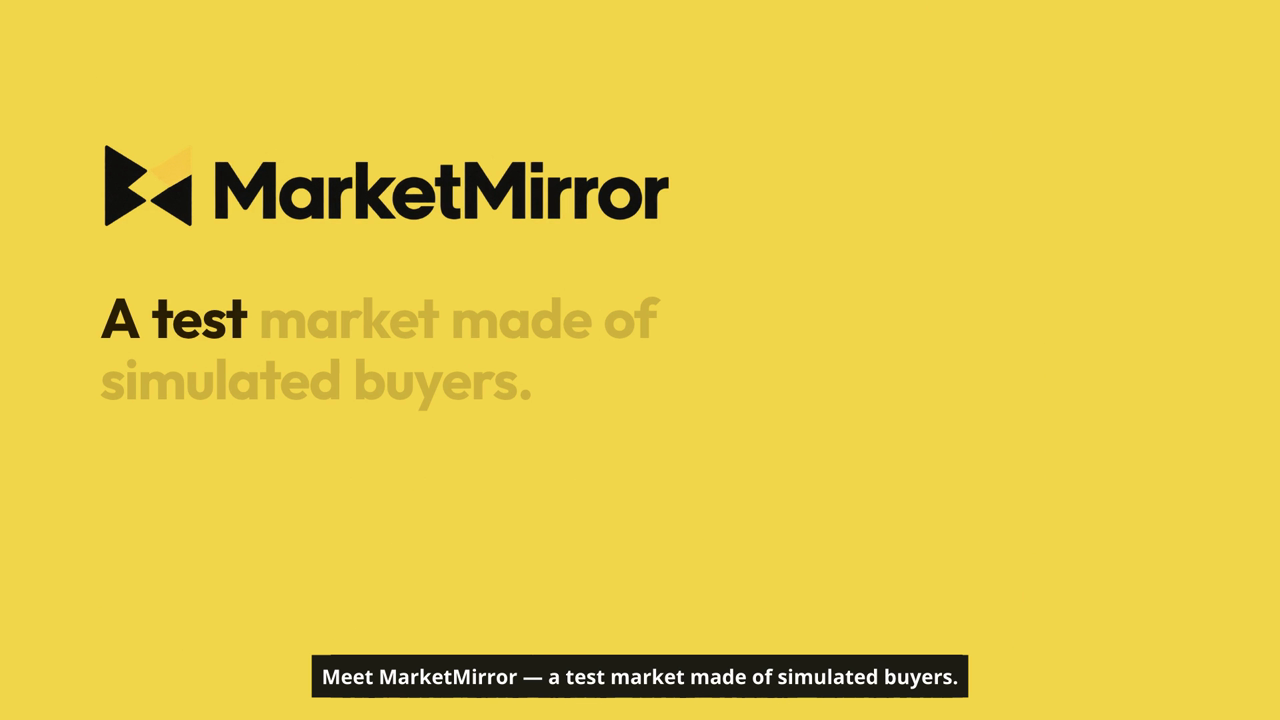 MarketMirror
A test market made of
simulated buyers.
Meet MarketMirror — a test market made of simulated buyers.